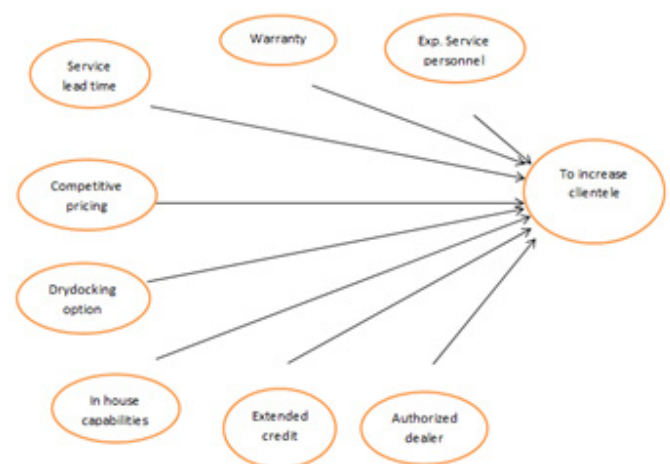 Warranty
Exp. Service
personnel
Service
lead time
To increase
clientele
Competitive
pricing
Drydocking
option
In house
capabilities
Extended
credit
Authorized
dealer